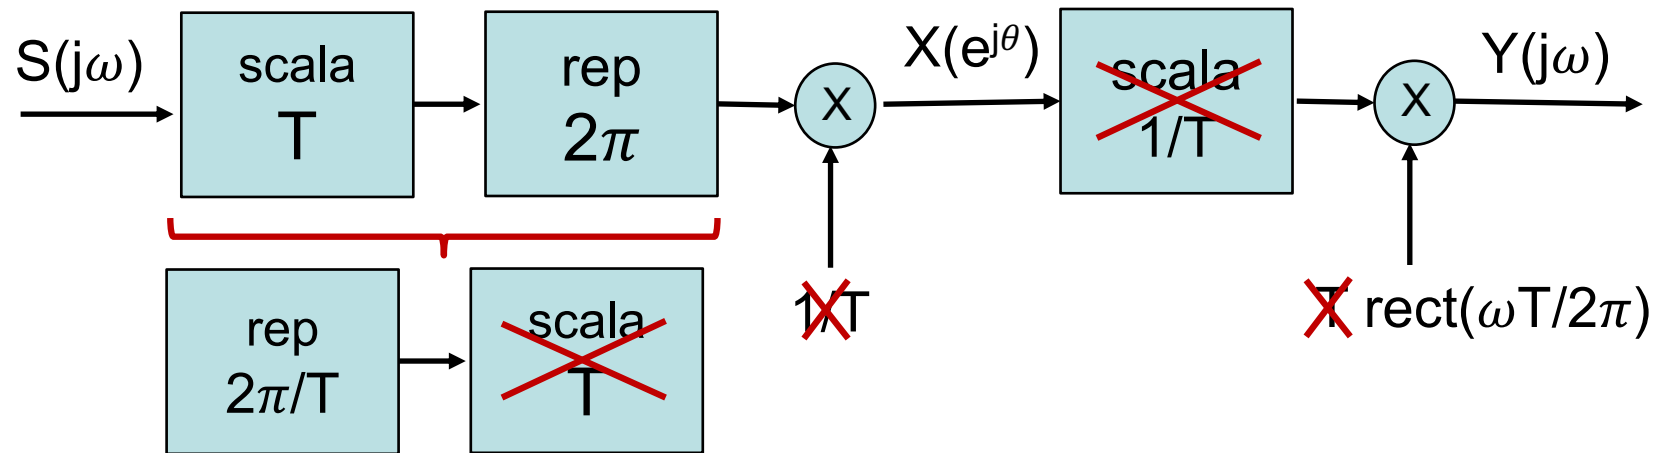 S(jω)
scala
T
rep
2π
X
1/T
X(e^jθ)
scala
1/T
X
T rect(ωT/2π)
Y(jω)
rep
2π/T
scala
T